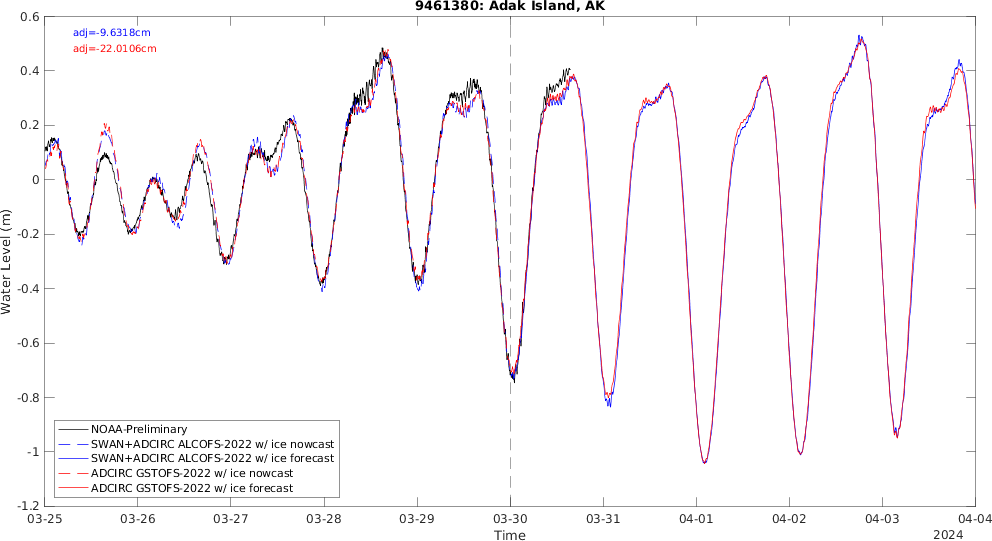 9461380: Adak Island, AK
adj=-9.6318cm
adj=-22.0106cm
Water Level (m)
0.6
0.4
0.2
0
-0.2
-0.4
-0.6
-0.8
-1
-1.2
NOAA-Preliminary
SWAN+ADCIRC ALCOFS-2022 w/ ice nowcast
SWAN+ADCIRC ALCOFS-2022 w/ ice forecast
ADCIRC GSTOFS-2022 w/ ice nowcast
ADCIRC GSTOFS-2022 w/ ice forecast
03-25 03-26 03-27 03-28 03-29 03-30 03-31 04-01 04-02 04-03 04-04
Time
2024